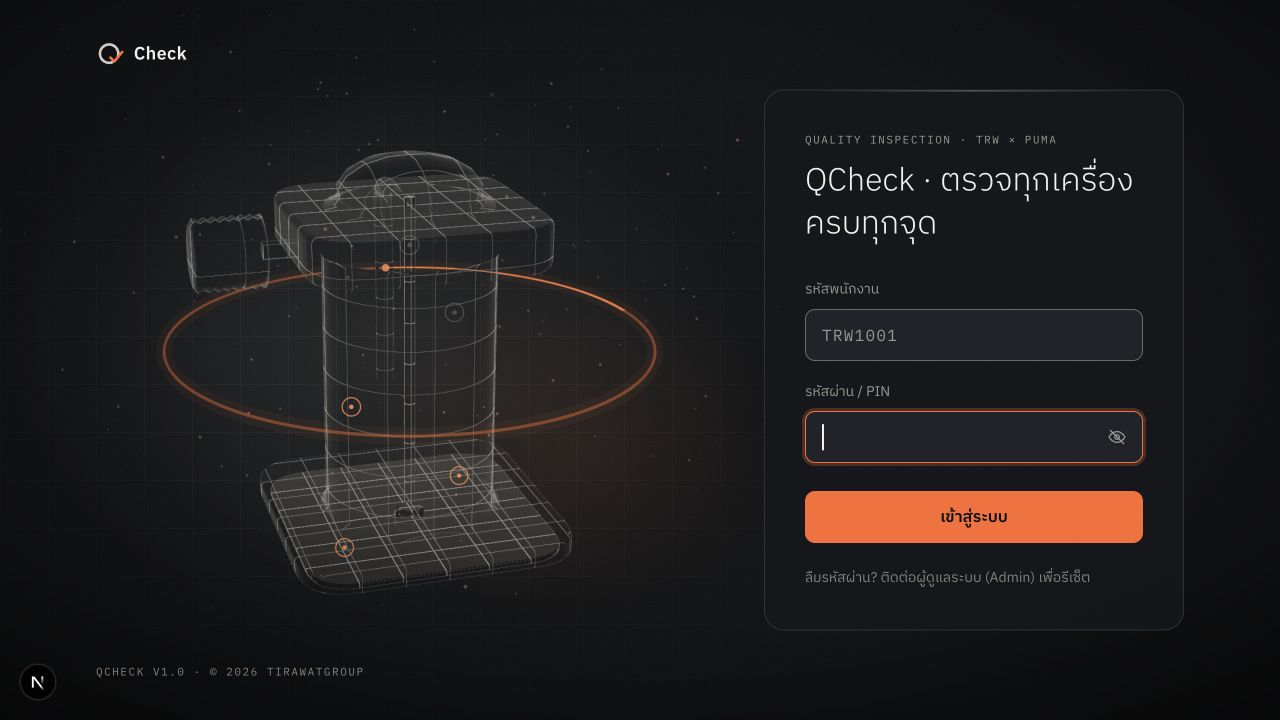 Check
QUALITY INSPECTION · TRW × PUMA
QCheck · ตรวจทุกเครื่อง
ครบทุกจุด
รหัสพนักงาน
TRW1001
รหัสผ่าน / PIN
เข้าสู่ระบบ
ลืมรหัสผ่าน? ติดต่อผู้ดูแลระบบ (Admin) เพื่อรีเซ็ต
QCHECK V1.0 · © 2026 TIRAWATGROUP
N